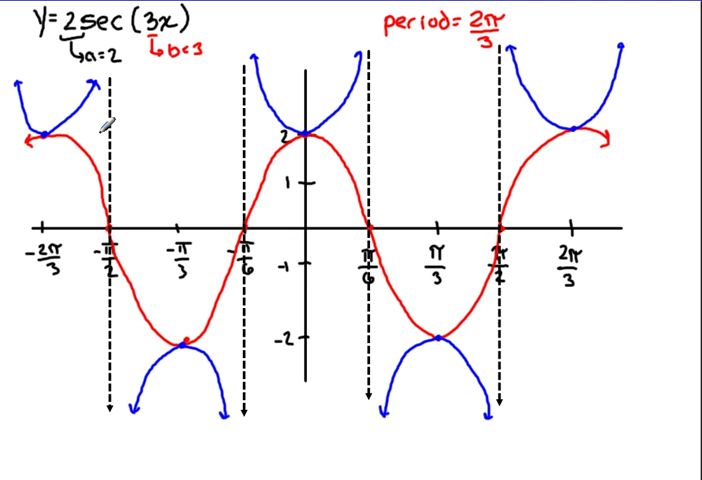 y=2sec(3x)
period=2π/3
↳a=2
↳b=3
2
1
-2π/3
-π/2
-π/3
-π/6
π/6
π/3
π/2
2π/3
-1
-2